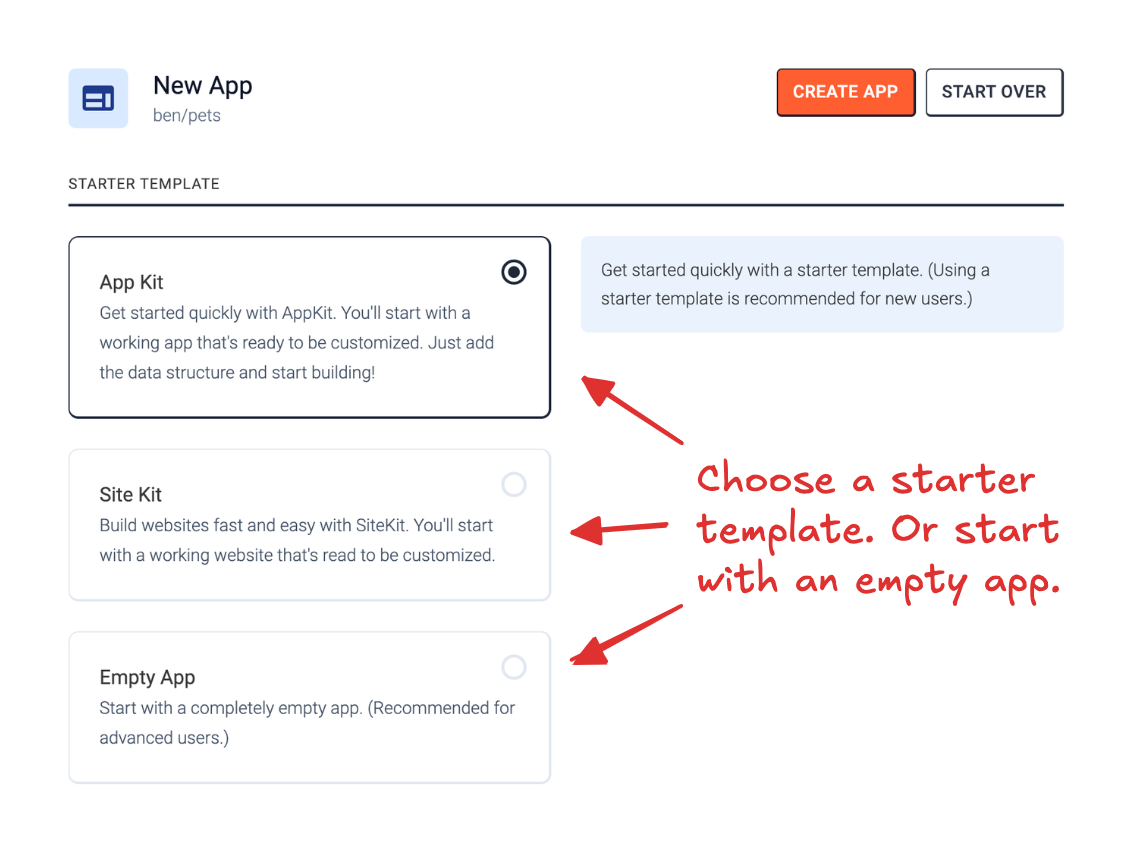 New App
ben/pets
CREATE APP
START OVER
STARTER TEMPLATE
App Kit
Get started quickly with AppKit. You'll start with a
working app that's ready to be customized. Just add
the data structure and start building!
Get started quickly with a starter template. (Using a
starter template is recommended for new users.)
Site Kit
Build websites fast and easy with SiteKit. You'll start
with a working website that's read to be customized.
Choose a starter
template. Or start
with an empty app.
Empty App
Start with a completely empty app. (Recommended for
advanced users.)